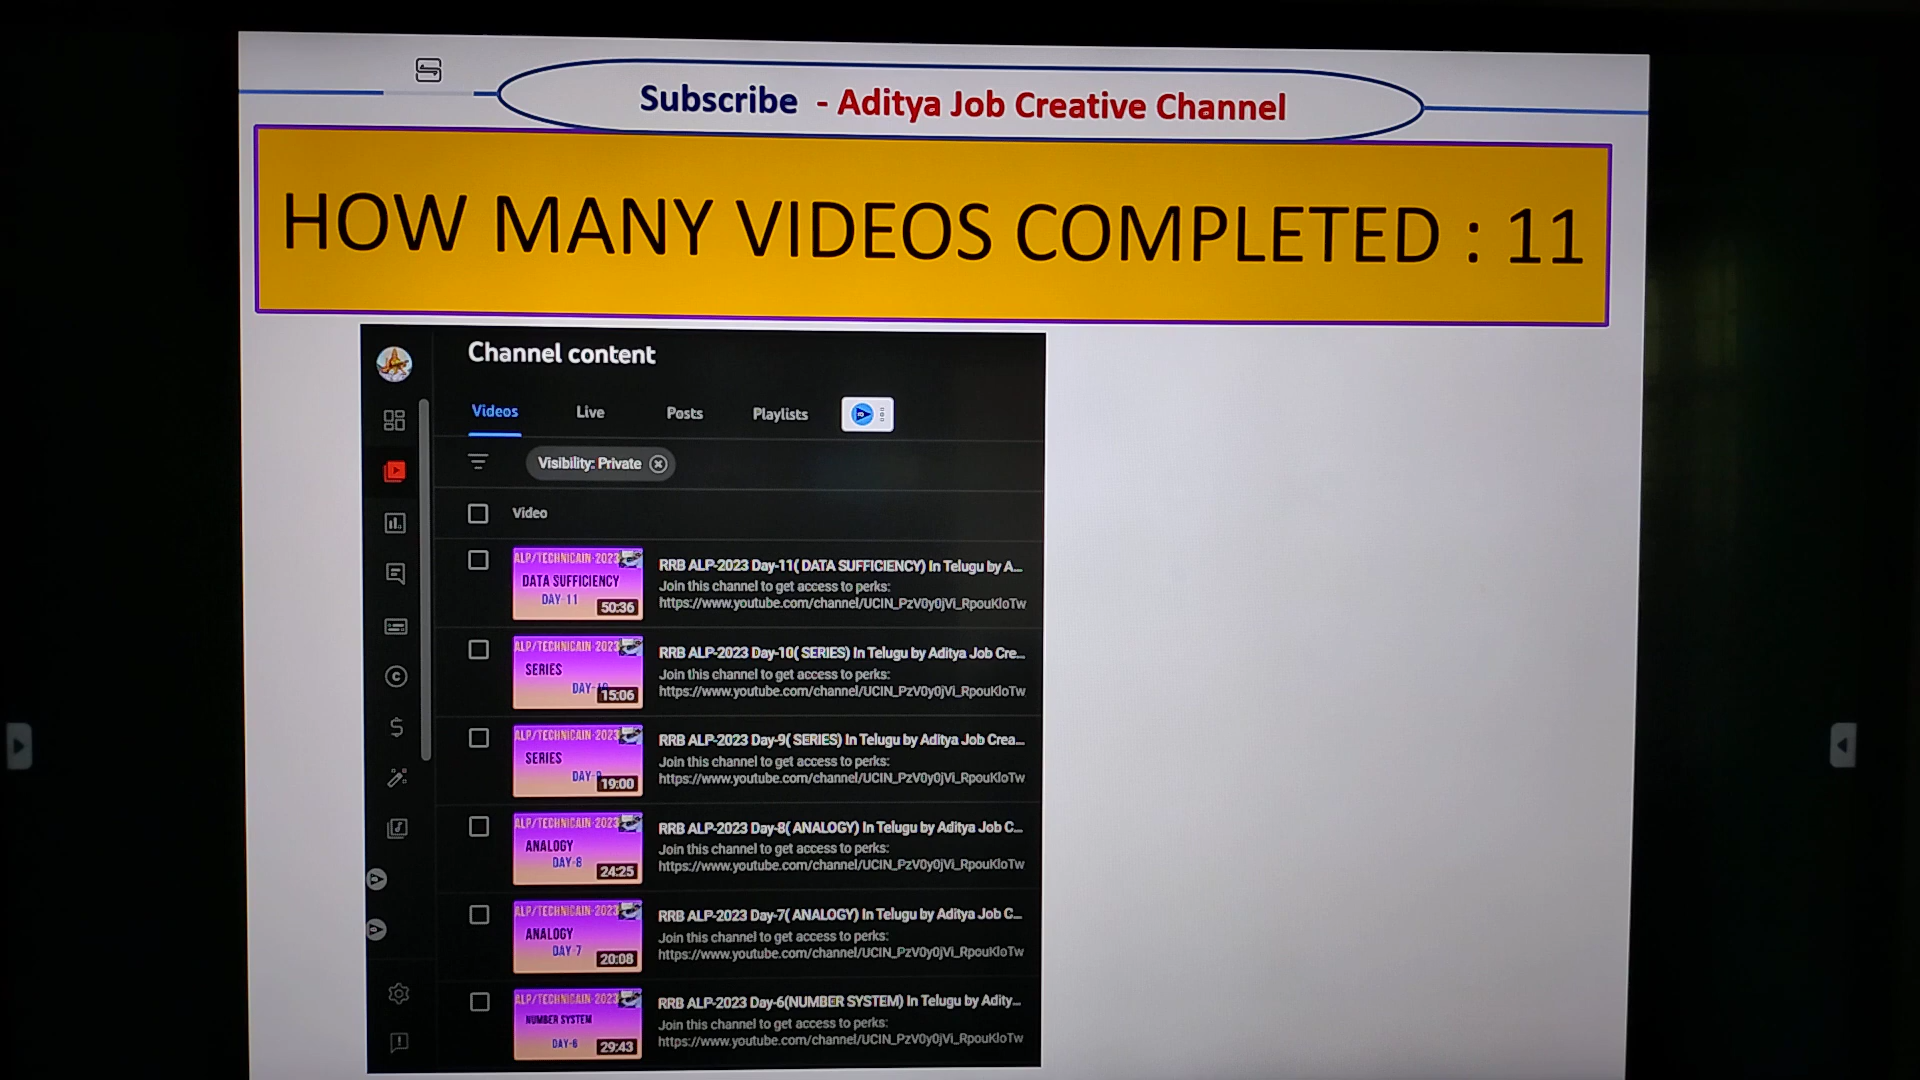 Subscribe - Aditya Job Creative Channel
HOW MANY VIDEOS COMPLETED : 11
Channel content
Videos Live Posts Playlists
Visibility: Private
Video
ALP/TECHNICAIN-2023
DATA SUFFICIENCY
DAY-11
50:36
RRB ALP-2023 Day-11( DATA SUFFICIENCY) In Telugu by A...
Join this channel to get access to perks:
https://www.youtube.com/channel/UCIN_PzV0y0jVi_RpouKloTw
ALP/TECHNICAIN-2023
SERIES
DAY-10
15:06
RRB ALP-2023 Day-10( SERIES) In Telugu by Aditya Job Cre...
Join this channel to get access to perks:
https://www.youtube.com/channel/UCIN_PzV0y0jVi_RpouKloTw
ALP/TECHNICAIN-2023
SERIES
DAY-9
19:00
RRB ALP-2023 Day-9( SERIES) In Telugu by Aditya Job Crea...
Join this channel to get access to perks:
https://www.youtube.com/channel/UCIN_PzV0y0jVi_RpouKloTw
ALP/TECHNICAIN-2023
ANALOGY
DAY-8
24:25
RRB ALP-2023 Day-8( ANALOGY) In Telugu by Aditya Job C...
Join this channel to get access to perks:
https://www.youtube.com/channel/UCIN_PzV0y0jVi_RpouKloTw
ALP/TECHNICAIN-2023
ANALOGY
DAY-7
20:08
RRB ALP-2023 Day-7( ANALOGY) In Telugu by Aditya Job C...
Join this channel to get access to perks:
https://www.youtube.com/channel/UCIN_PzV0y0jVi_RpouKloTw
ALP/TECHNICAIN-2023
NUMBER SYSTEM
DAY-6
29:43
RRB ALP-2023 Day-6(NUMBER SYSTEM) In Telugu by Adity...
Join this channel to get access to perks:
https://www.youtube.com/channel/UCIN_PzV0y0jVi_RpouKloTw